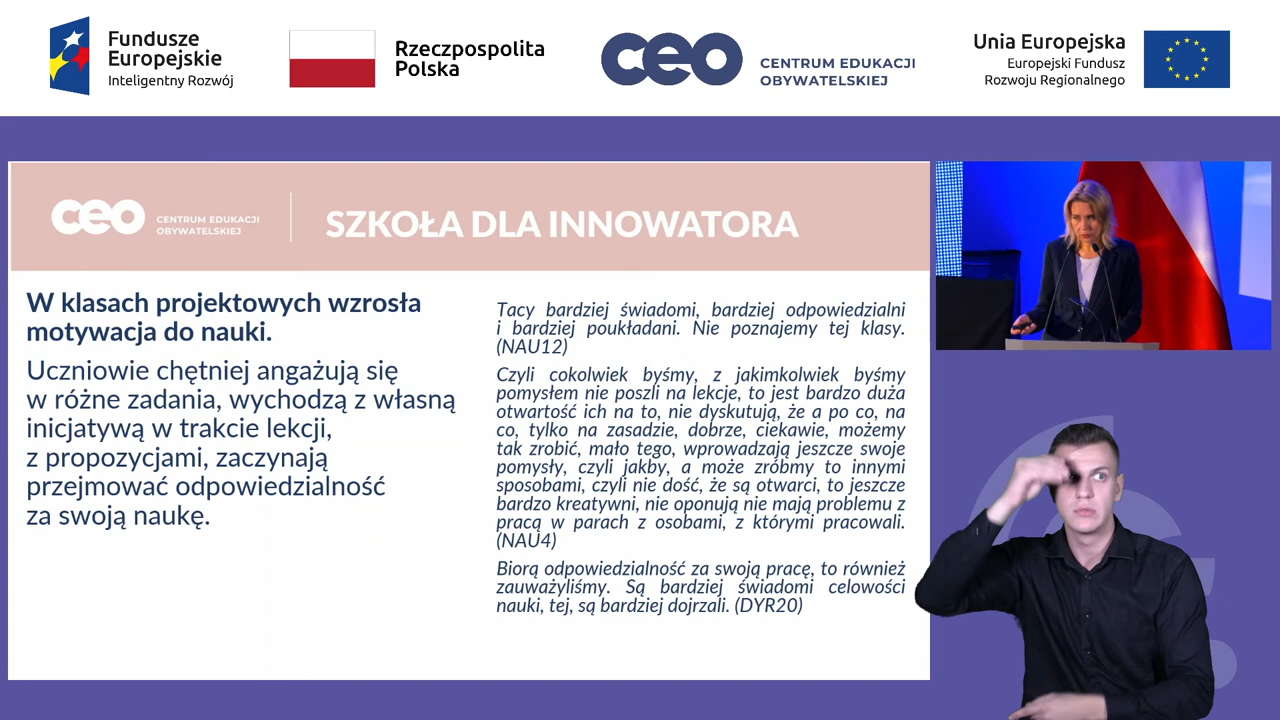 Fundusze
Europejskie
Inteligentny Rozwój
Rzeczpospolita
Polska
ceo
CENTRUM EDUKACJI
OBYWATELSKIEJ
Unia Europejska
Europejski Fundusz
Rozwoju Regionalnego
ceo
CENTRUM EDUKACJI
OBYWATELSKIEJ
SZKOŁA DLA INNOWATORA
W klasach projektowych wzrosła
motywacja do nauki.
Uczniowie chętniej angażują się
w różne zadania, wychodzą z własną
inicjatywą w trakcie lekcji,
z propozycjami, zaczynają
przejmować odpowiedzialność
za swoją naukę.
Tacy bardziej świadomi, bardziej odpowiedzialni
i bardziej poukładani. Nie poznajemy tej klasy.
(NAU12)
Czyli cokolwiek byśmy, z jakimkolwiek byśmy
pomysłem nie poszli na lekcje, to jest bardzo duża
otwartość ich na to, nie dyskutują, że a po co, na
co, tylko na zasadzie, dobrze, ciekawie, możemy
tak zrobić, mało tego, wprowadzają jeszcze swoje
pomysły, czyli jakby, a może zróbmy to innymi
sposobami, czyli nie dość, że są otwarci, to jeszcze
bardzo kreatywni, nie oponują nie mają problemu z
pracą w parach z osobami, z którymi pracowali.
(NAU4)
Biorą odpowiedzialność za swoją pracę, to również
zauważyliśmy. Są bardziej świadomi celowości
nauki, tej, są bardziej dojrzali. (DYR20)